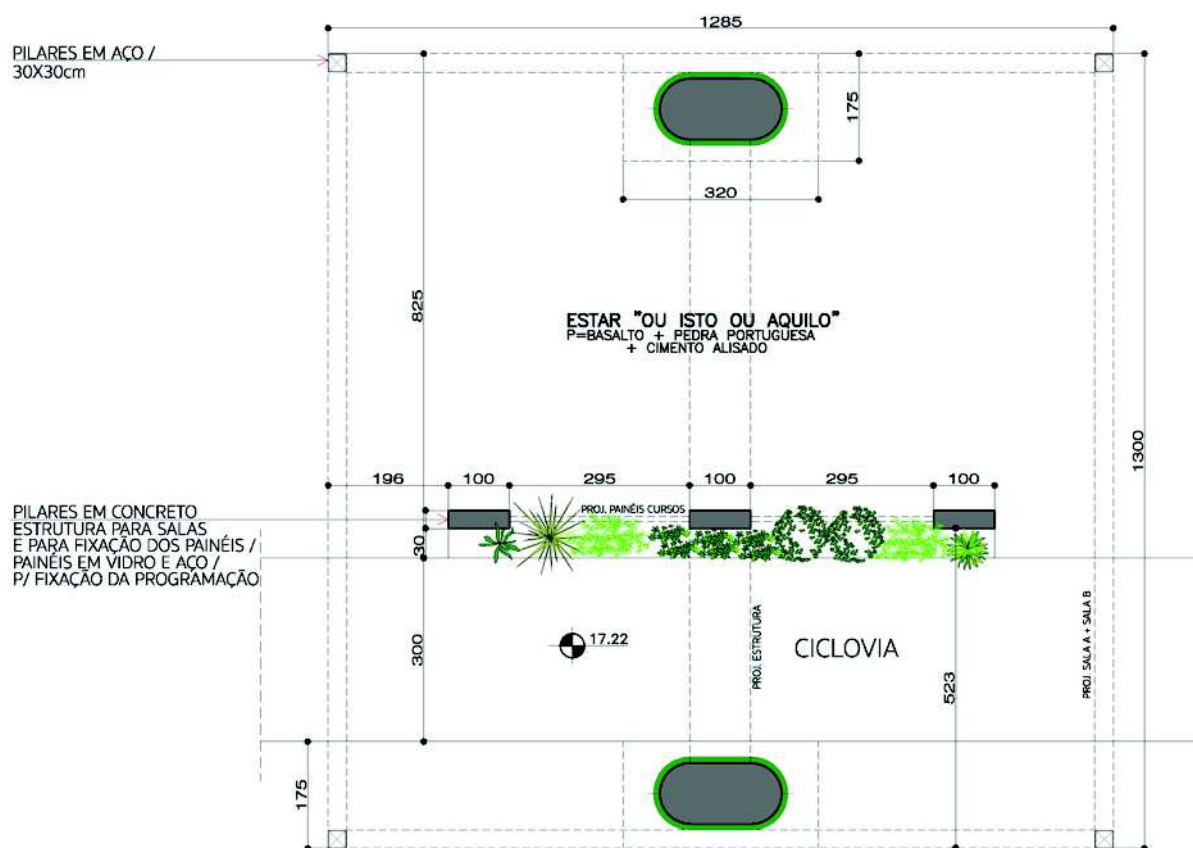 1285
PILARES EM AÇO /
30X30cm
175
320
825
ESTAR "OU ISTO OU AQUILO"
P=BASALTO + PEDRA PORTUGUESA
+ CIMENTO ALISADO
1300
196
100
295
100
295
100
PILARES EM CONCRETO
ESTRUTURA PARA SALAS
E PARA FIXAÇÃO DOS PAINÉIS /
PAINÉIS EM VIDRO E AÇO /
P/ FIXAÇÃO DA PROGRAMAÇÃO
PROJ. PAINÉIS CURSOS
30
300
17.22
PROJ. ESTRUTURA
CICLOVIA
523
PROJ. SALA A + SALA B
175